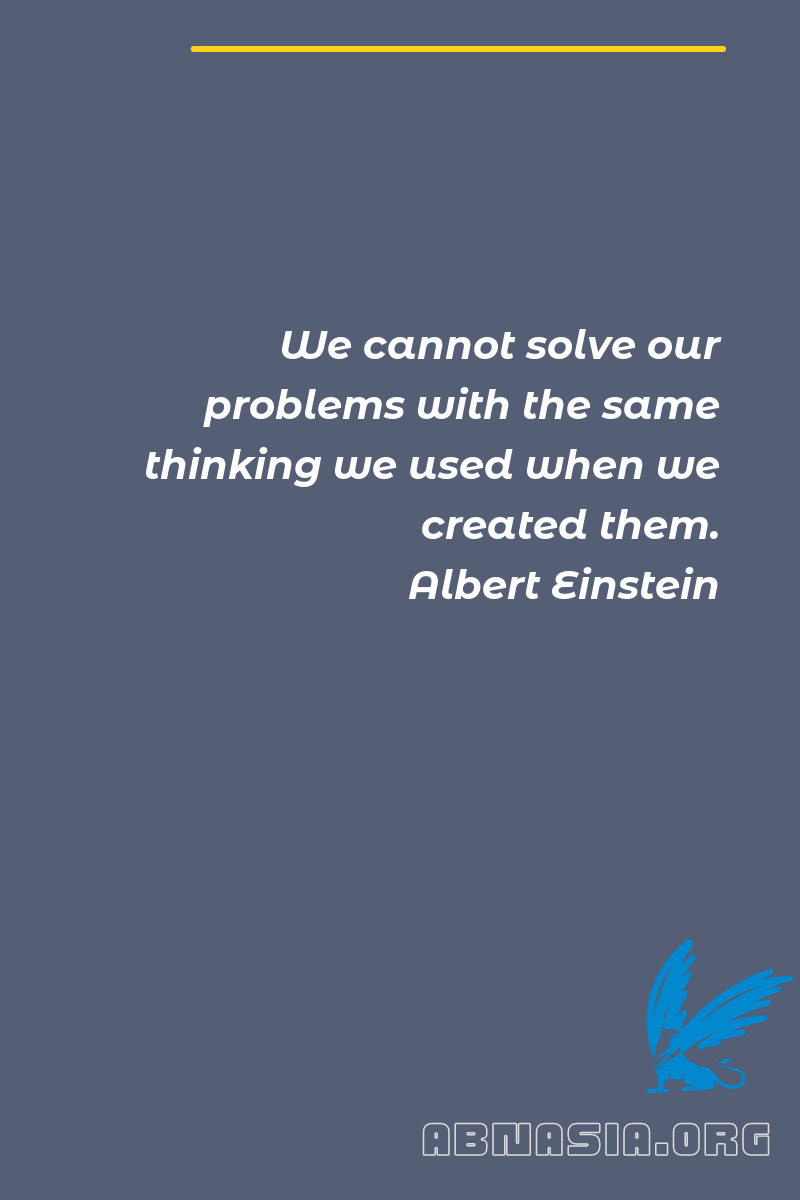 We cannot solve our
problems with the same
thinking we used when we
created them.
Albert Einstein
ABNASIA.ORG